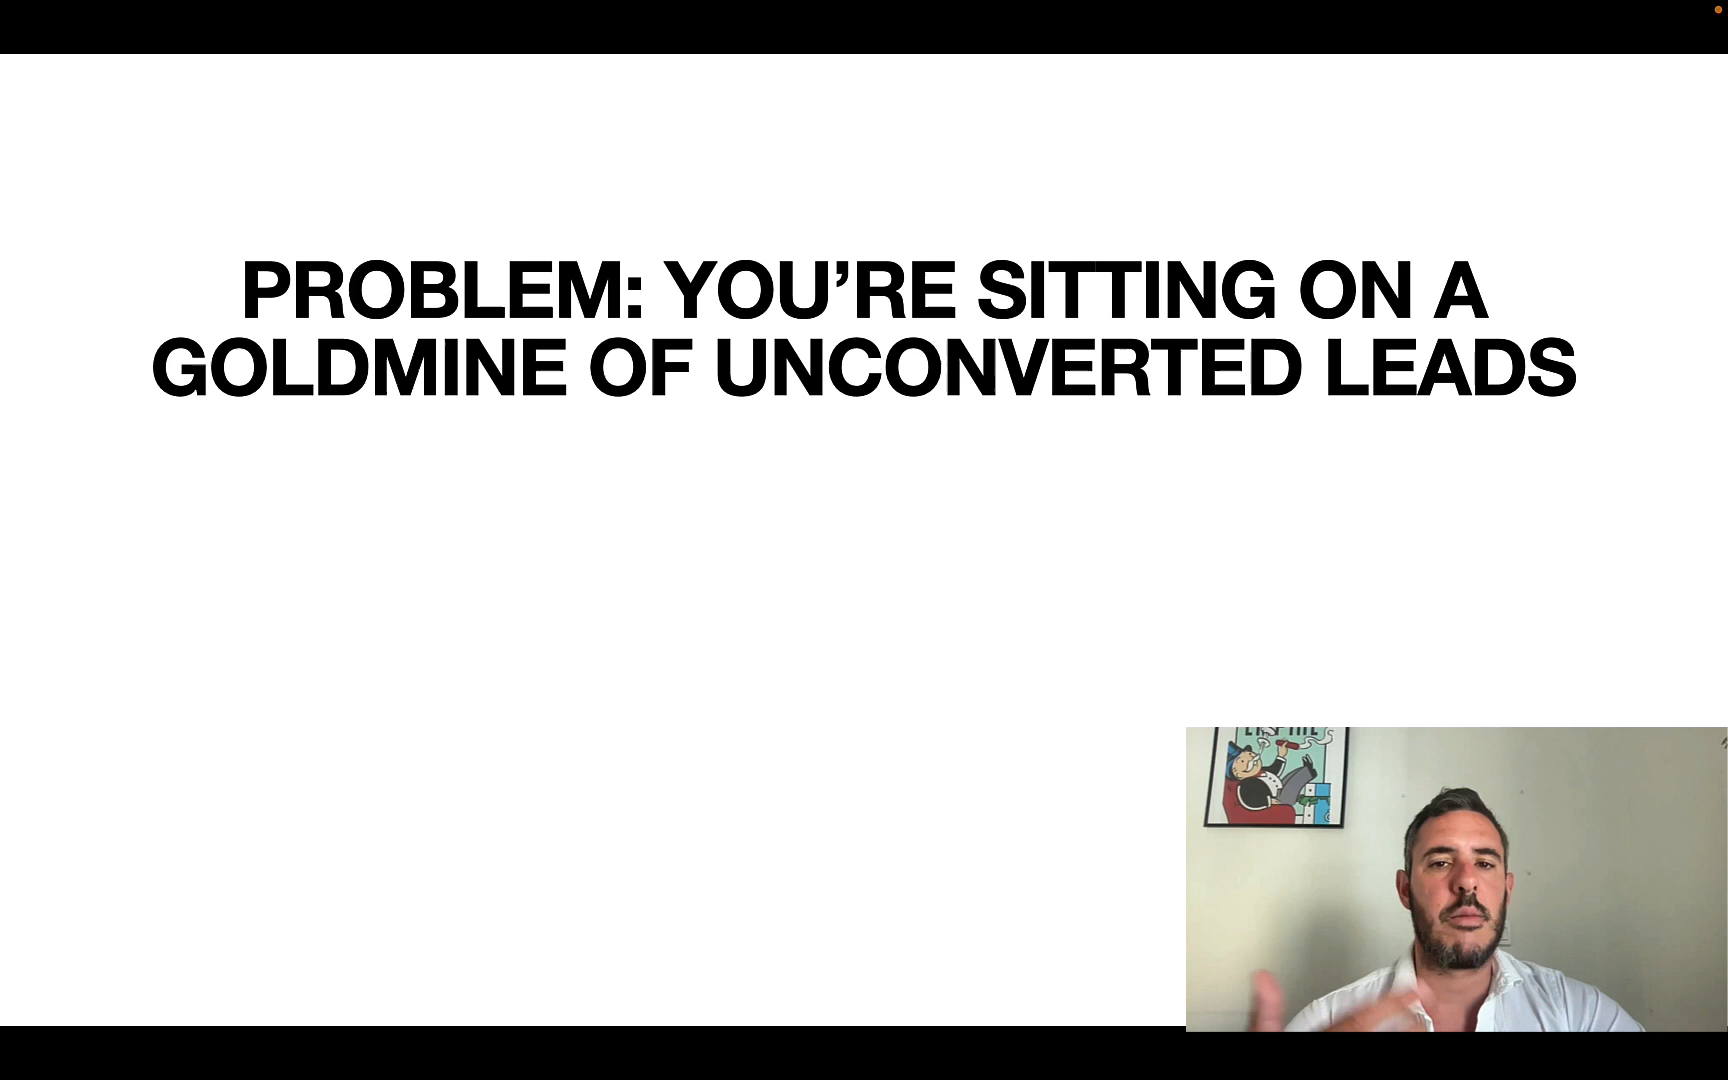 PROBLEM: YOU’RE SITTING ON A
GOLDMINE OF UNCONVERTED LEADS